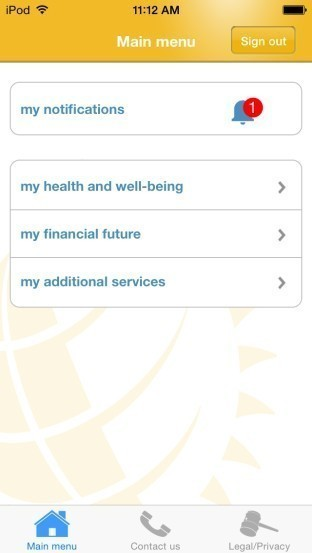 iPod 11:12 AM
Main menu
Sign out
my notifications
1
my health and well-being
my financial future
my additional services
Main menu
Contact us
Legal/Privacy